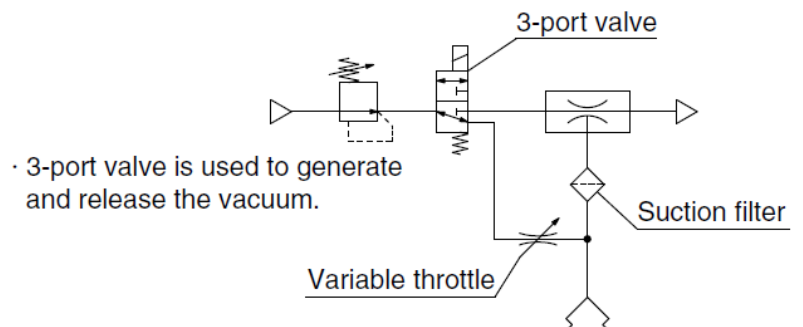 3-port valve
· 3-port valve is used to generate
and release the vacuum.
Suction filter
Variable throttle